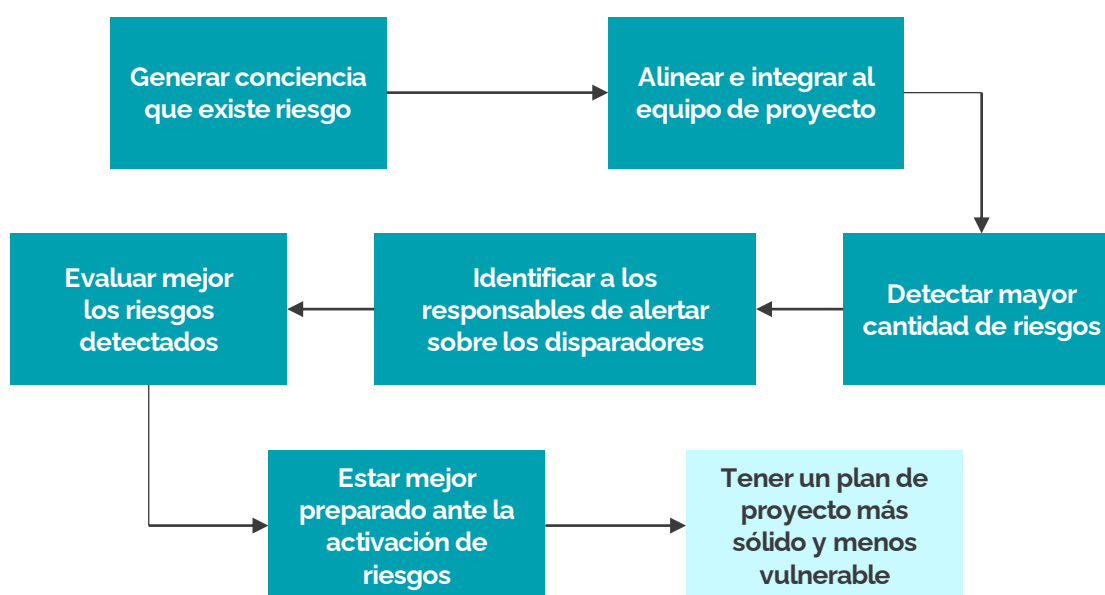 Generar conciencia
que existe riesgo
Alinear e integrar al
equipo de proyecto
Detectar mayor
cantidad de riesgos
Identificar a los
responsables de alertar
sobre los disparadores
Evaluar mejor
los riesgos
detectados
Estar mejor
preparado ante la
activación de
riesgos
Tener un plan de
proyecto más
sólido y menos
vulnerable